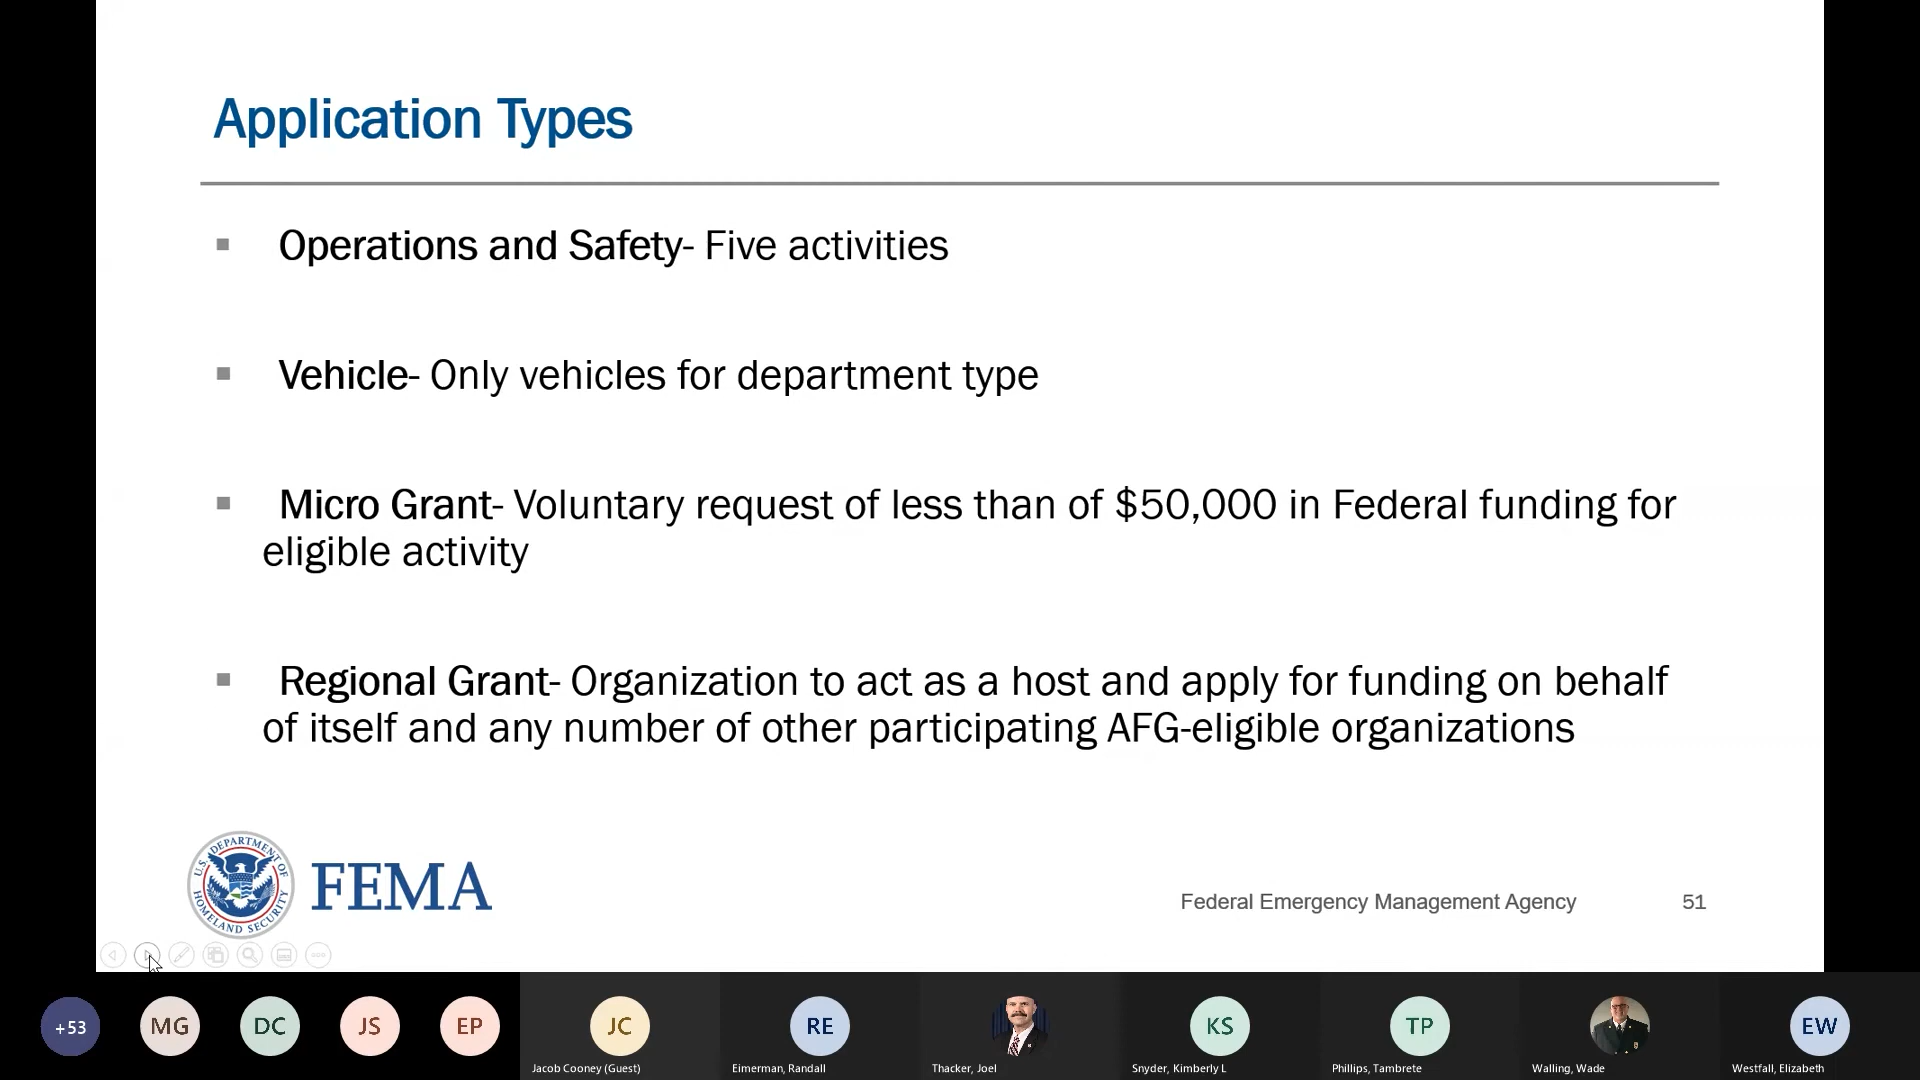 Application Types
Operations and Safety- Five activities
Vehicle- Only vehicles for department type
Micro Grant- Voluntary request of less than of $50,000 in Federal funding for
eligible activity
Regional Grant- Organization to act as a host and apply for funding on behalf
of itself and any number of other participating AFG-eligible organizations
U.S. DEPARTMENT OF
HOMELAND SECURITY
FEMA
Federal Emergency Management Agency 51
+53 MG DC JS EP JC RE KS TP EW
Jacob Cooney (Guest) Eimerman, Randall Thacker, Joel Snyder, Kimberly L Phillips, Tambrete Walling, Wade Westfall, Elizabeth